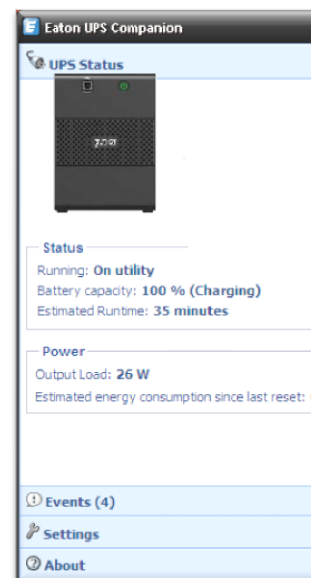 Eaton UPS Companion
UPS Status
Status
Running: On utility
Battery capacity: 100 % (Charging)
Estimated Runtime: 35 minutes
Power
Output Load: 26 W
Estimated energy consumption since last reset:
Events (4)
Settings
About